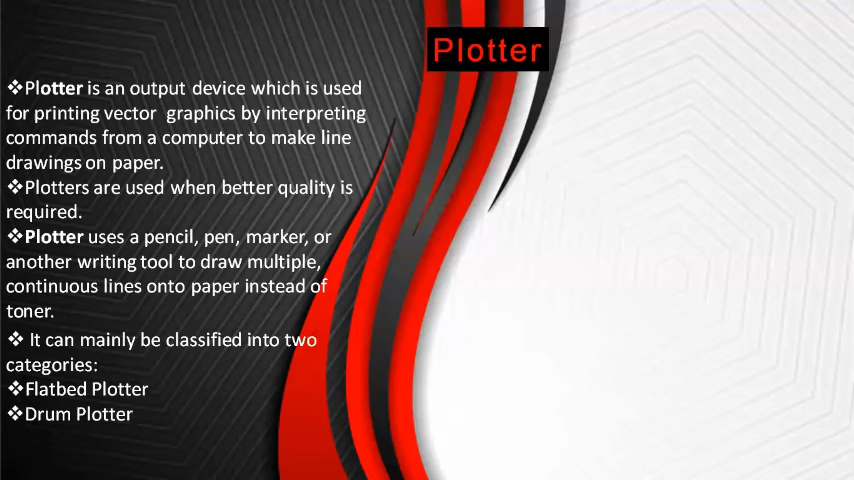 Plotter
❖Plotter is an output device which is used
for printing vector graphics by interpreting
commands from a computer to make line
drawings on paper.
❖Plotters are used when better quality is
required.
❖Plotter uses a pencil, pen, marker, or
another writing tool to draw multiple,
continuous lines onto paper instead of
toner.
❖ It can mainly be classified into two
categories:
❖Flatbed Plotter
❖Drum Plotter